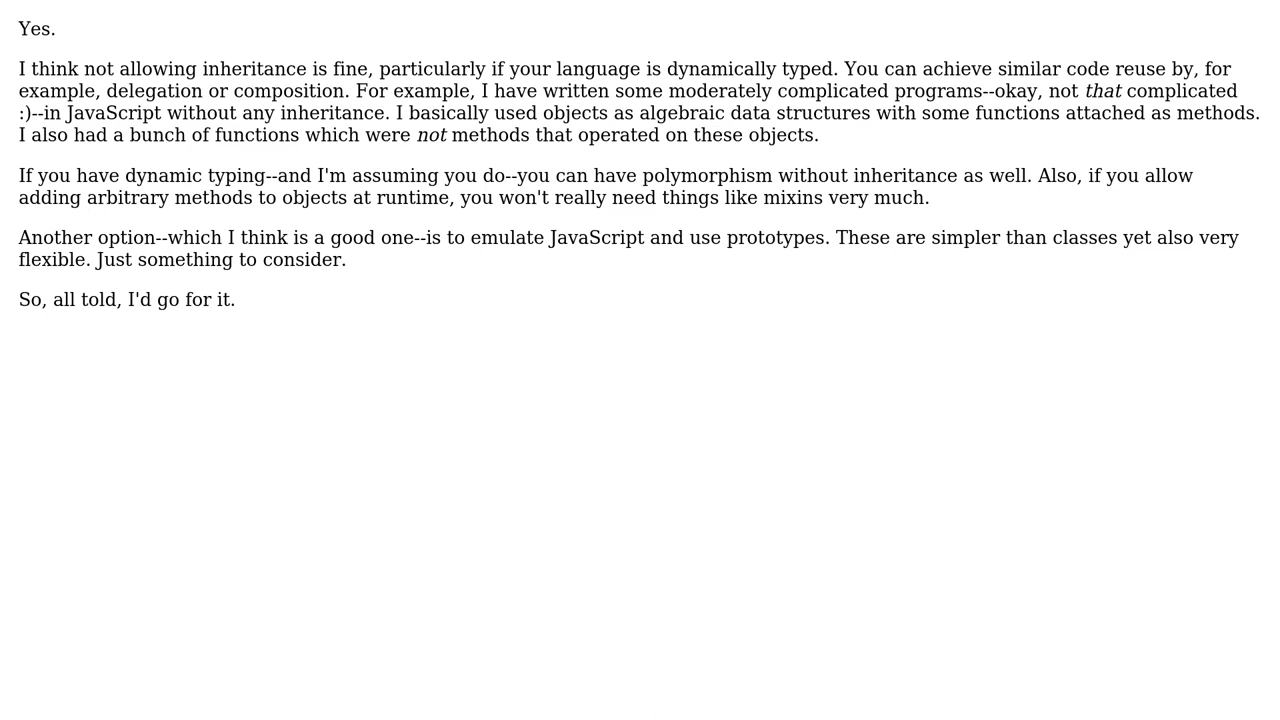 Yes.
I think not allowing inheritance is fine, particularly if your language is dynamically typed. You can achieve similar code reuse by, for
example, delegation or composition. For example, I have written some moderately complicated programs--okay, not that complicated
:)--in JavaScript without any inheritance. I basically used objects as algebraic data structures with some functions attached as methods.
I also had a bunch of functions which were not methods that operated on these objects.
If you have dynamic typing--and I'm assuming you do--you can have polymorphism without inheritance as well. Also, if you allow
adding arbitrary methods to objects at runtime, you won't really need things like mixins very much.
Another option--which I think is a good one--is to emulate JavaScript and use prototypes. These are simpler than classes yet also very
flexible. Just something to consider.
So, all told, I'd go for it.